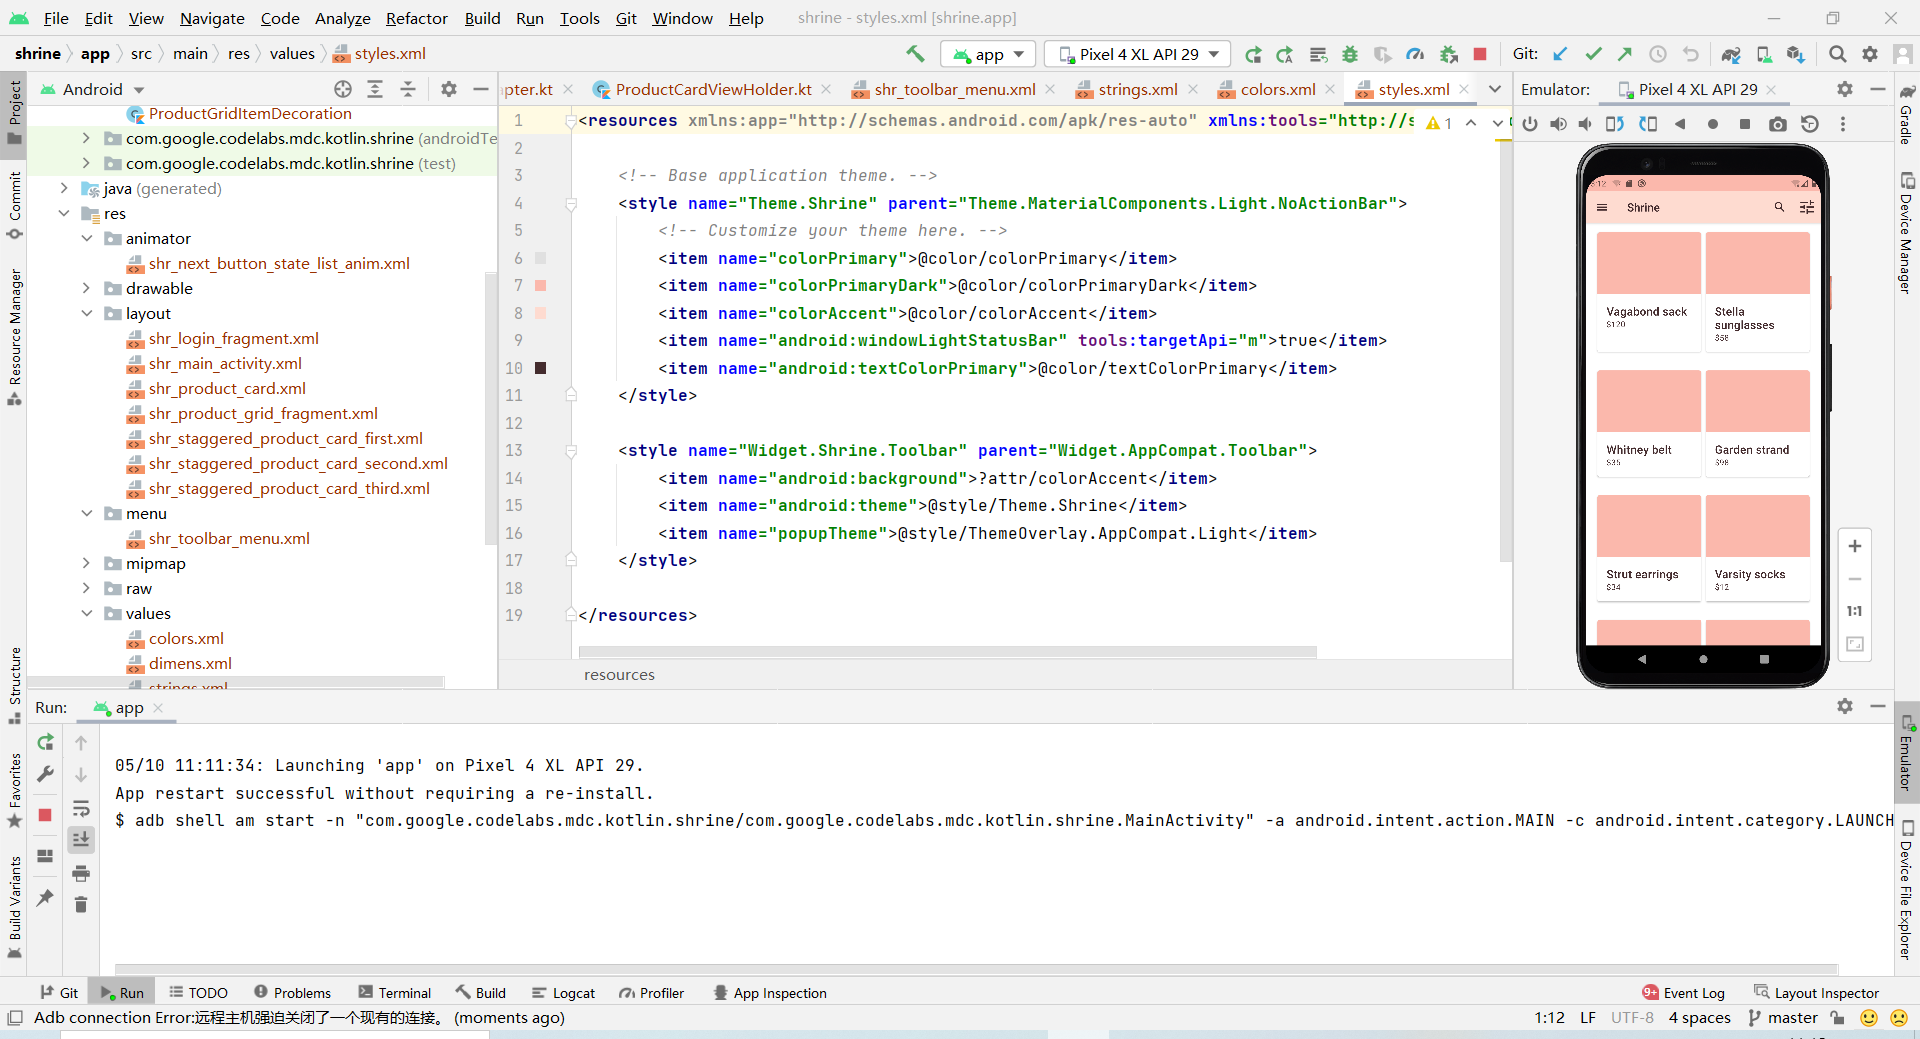 File Edit View Navigate Code Analyze Refactor Build Run Tools Git Window Help shrine - styles.xml [shrine.app]
shrine app src main res values styles.xml app Pixel 4 XL API 29 Git:
Project
Commit
Resource Manager
Structure
Favorites
Build Variants
Android
ProductGridItemDecoration
com.google.codelabs.mdc.kotlin.shrine (androidTe
com.google.codelabs.mdc.kotlin.shrine (test)
java (generated)
res
animator
shr_next_button_state_list_anim.xml
drawable
layout
shr_login_fragment.xml
shr_main_activity.xml
shr_product_card.xml
shr_product_grid_fragment.xml
shr_staggered_product_card_first.xml
shr_staggered_product_card_second.xml
shr_staggered_product_card_third.xml
menu
shr_toolbar_menu.xml
mipmap
raw
values
colors.xml
dimens.xml
strings.xml
pter.kt ProductCardViewHolder.kt shr_toolbar_menu.xml strings.xml colors.xml styles.xml
1 <resources xmlns:app="http://schemas.android.com/apk/res-auto" xmlns:tools="http://s 1
2
3 <!-- Base application theme. -->
4 <style name="Theme.Shrine" parent="Theme.MaterialComponents.Light.NoActionBar">
5 <!-- Customize your theme here. -->
6 <item name="colorPrimary">@color/colorPrimary</item>
7 <item name="colorPrimaryDark">@color/colorPrimaryDark</item>
8 <item name="colorAccent">@color/colorAccent</item>
9 <item name="android:windowLightStatusBar" tools:targetApi="m">true</item>
10 <item name="android:textColorPrimary">@color/textColorPrimary</item>
11 </style>
12
13 <style name="Widget.Shrine.Toolbar" parent="Widget.AppCompat.Toolbar">
14 <item name="android:background">?attr/colorAccent</item>
15 <item name="android:theme">@style/Theme.Shrine</item>
16 <item name="popupTheme">@style/ThemeOverlay.AppCompat.Light</item>
17 </style>
18
19 </resources>
resources
Emulator: Pixel 4 XL API 29
Shrine
Vagabond sack
$120
Stella sunglasses
$58
Whitney belt
$35
Garden strand
$98
Strut earrings
$34
Varsity socks
$12
1:1
Gradle
Device Manager
Emulator
Device File Explorer
Run: app
05/10 11:11:34: Launching 'app' on Pixel 4 XL API 29.
App restart successful without requiring a re-install.
$ adb shell am start -n "com.google.codelabs.mdc.kotlin.shrine/com.google.codelabs.mdc.kotlin.shrine.MainActivity" -a android.intent.action.MAIN -c android.intent.category.LAUNCH
Git Run TODO Problems Terminal Build Logcat Profiler App Inspection 9+ Event Log Layout Inspector
Adb connection Error:远程主机强迫关闭了一个现有的连接。 (moments ago) 1:12 LF UTF-8 4 spaces master